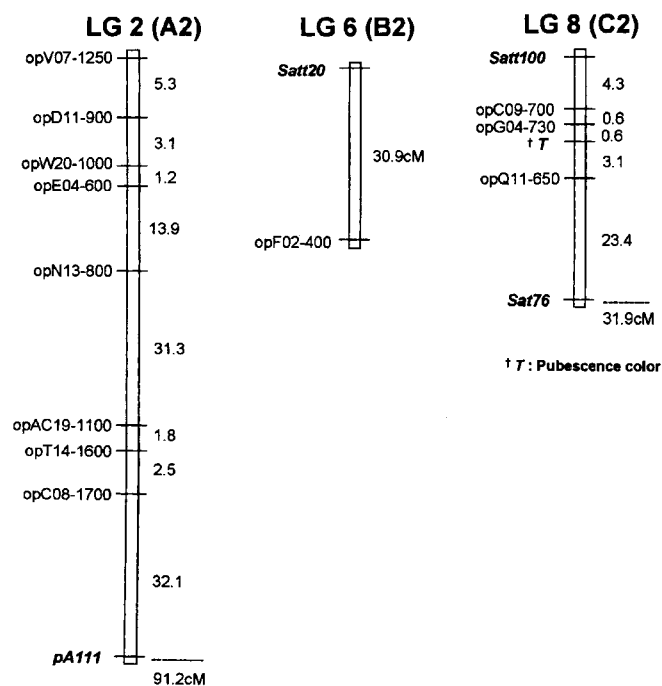 LG 2 (A2)
opV07-1250
5.3
opD11-900
3.1
opW20-1000
1.2
opE04-600
13.9
opN13-800
31.3
opAC19-1100
1.8
opT14-1600
2.5
opC08-1700
32.1
pA111
91.2cM
LG 6 (B2)
Satt20
30.9cM
opF02-400
LG 8 (C2)
Satt100
4.3
opC09-700
0.6
opG04-730
0.6
† T
3.1
opQ11-650
23.4
Sat76
31.9cM
† T : Pubescence color